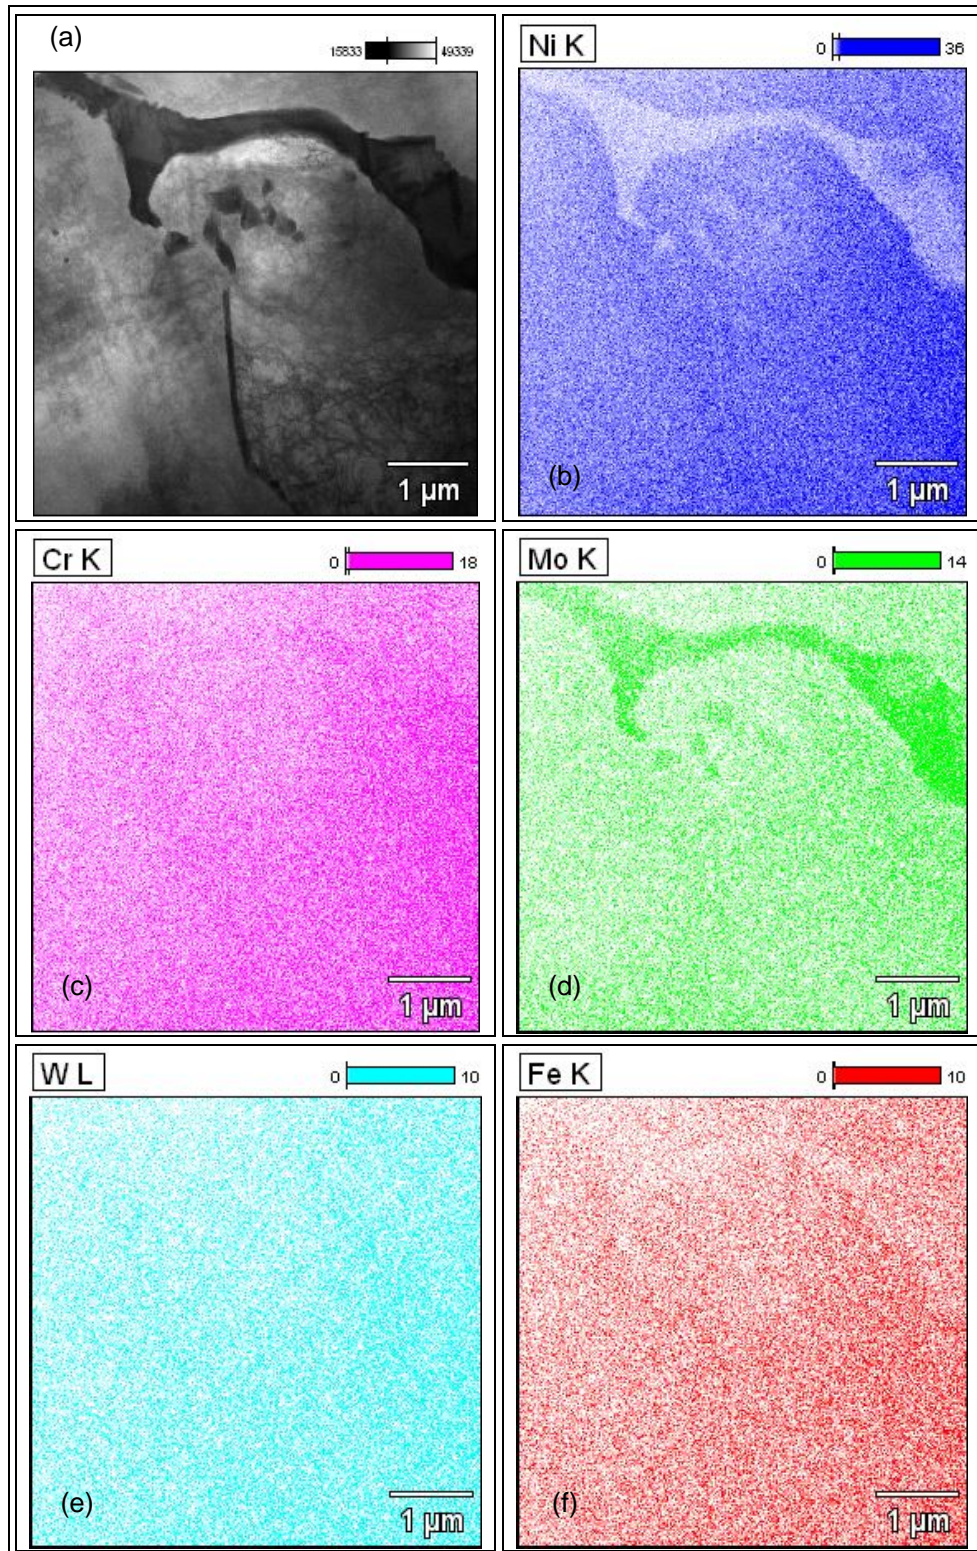 (a)
15833 49339
1 µm
Ni K
0 36
(b)
1 µm
Cr K
0 18
(c)
1 µm
Mo K
0 14
(d)
1 µm
W L
0 10
(e)
1 µm
Fe K
0 10
(f)
1 µm